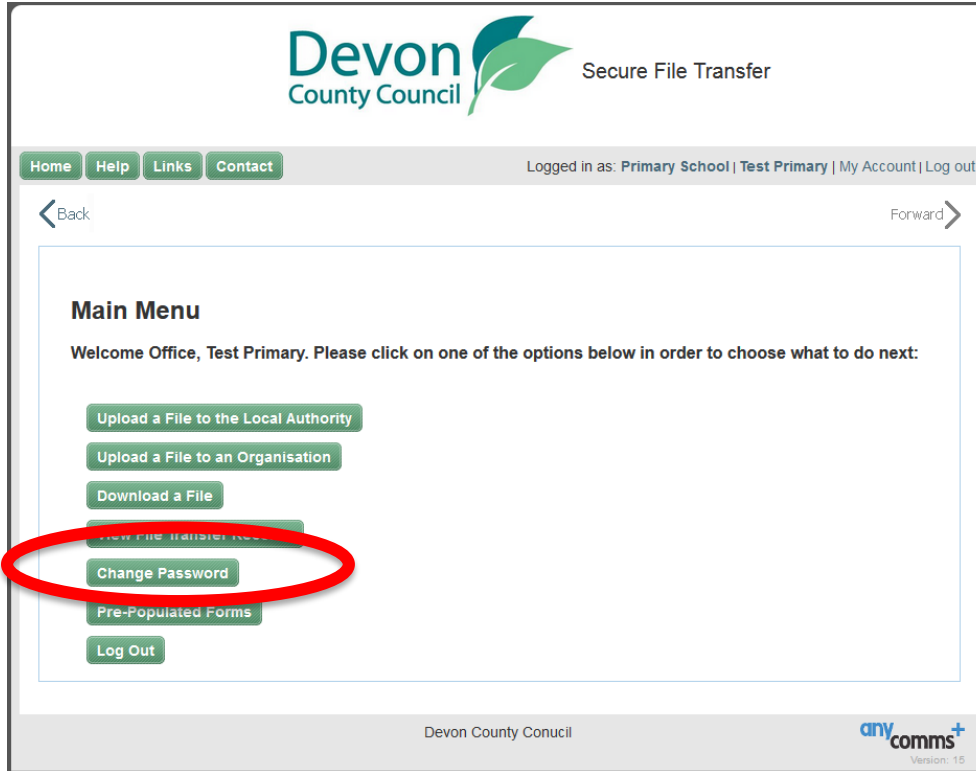 Devon
County Council
Secure File Transfer
Home Help Links Contact
Logged in as: Primary School | Test Primary | My Account | Log out
Back
Forward
Main Menu
Welcome Office, Test Primary. Please click on one of the options below in order to choose what to do next:
Upload a File to the Local Authority
Upload a File to an Organisation
Download a File
View File Transfer
Change Password
Pre-Populated Forms
Log Out
Devon County Conucil
anycomms+
Version: 15